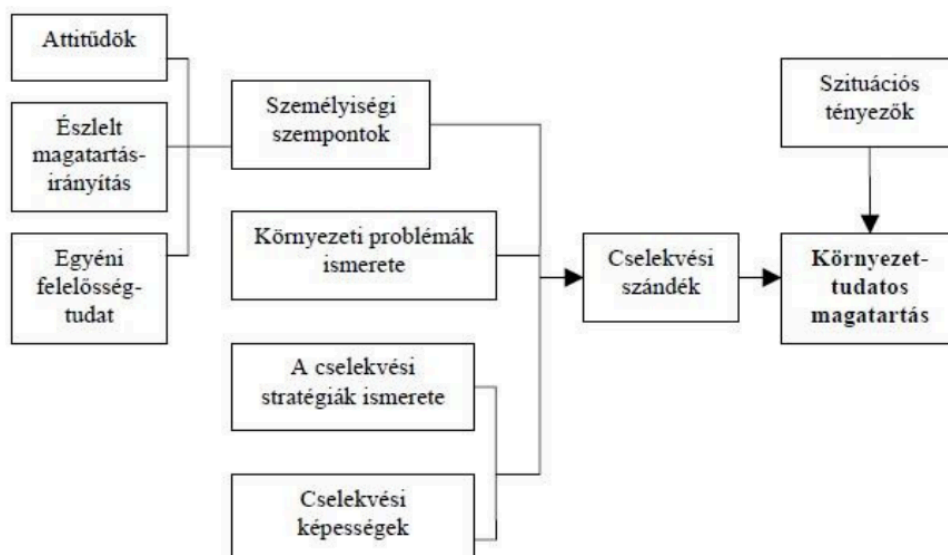 Attitűdök
Észlelt
magatartás-
irányítás
Egyéni
felelősség-
tudat
Személyiségi
szempontok
Környezeti problémák
ismerete
A cselekvési
stratégiák ismerete
Cselekvési
képességek
Cselekvési
szándék
Szituációs
tényezők
Környezet-
tudatos
magatartás